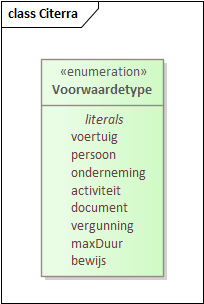 class Citerra
«enumeration»
Voorwaardetype
literals
voertuig
persoon
onderneming
activiteit
document
vergunning
maxDuur
bewijs